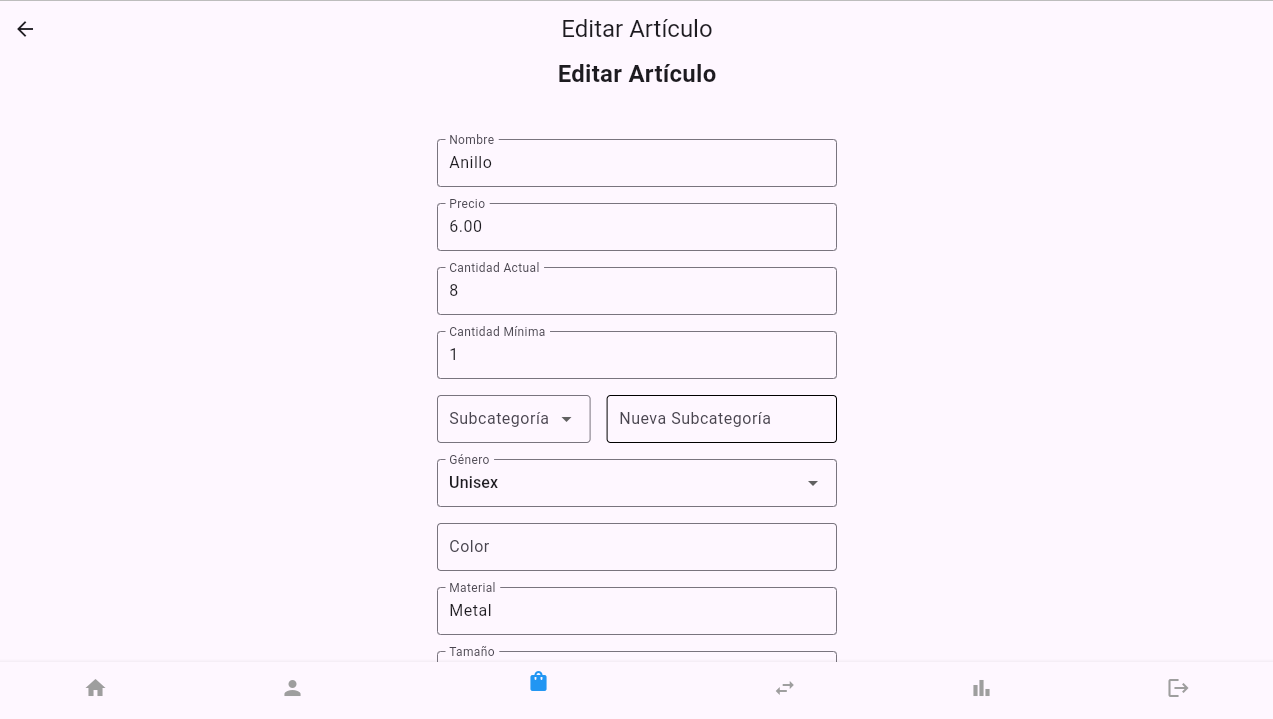 Editar Artículo
Editar Artículo
Nombre
Anillo
Precio
6.00
Cantidad Actual
8
Cantidad Mínima
1
Subcategoría Nueva Subcategoría
Género
Unisex
Color
Material
Metal
Tamaño